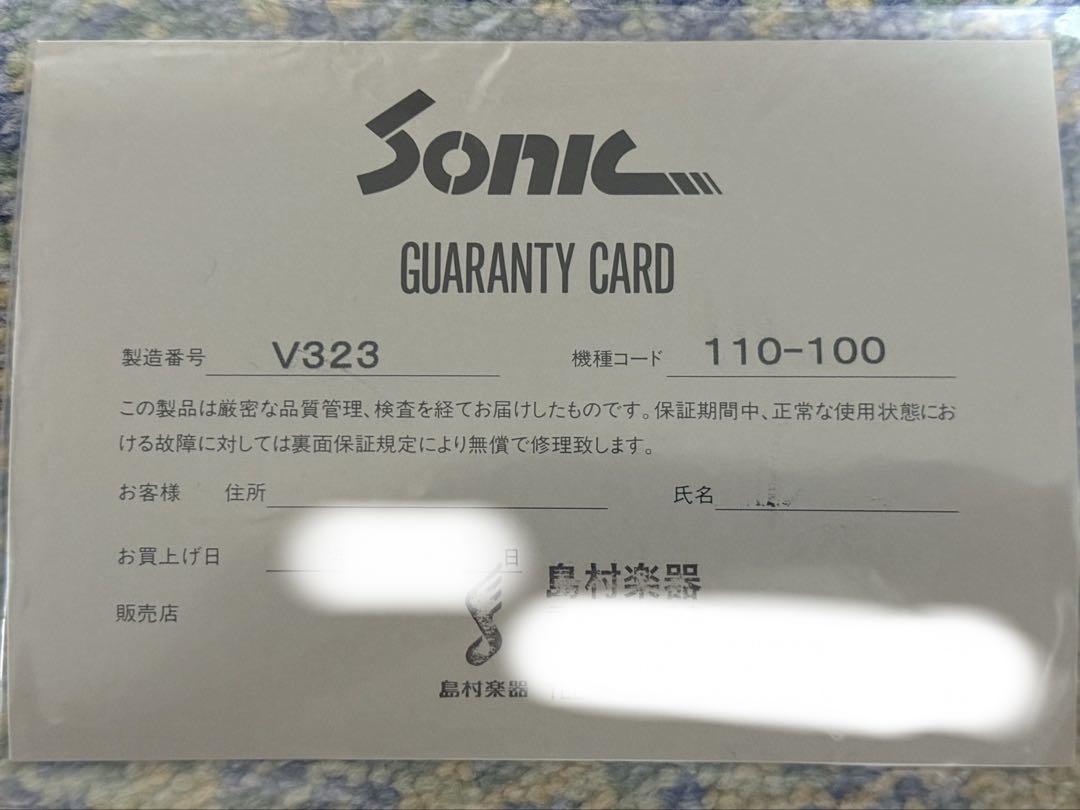 Sonic
GUARANTY CARD
製造番号 V323 機種コード 110-100
この製品は厳密な品質管理、検査を経てお届けしたものです。保証期間中、正常な使用状態にお
ける故障に対しては裏面保証規定により無償で修理致します。
お客様 住所 氏名
お買上げ日 日
島村楽器
販売店
島村楽器